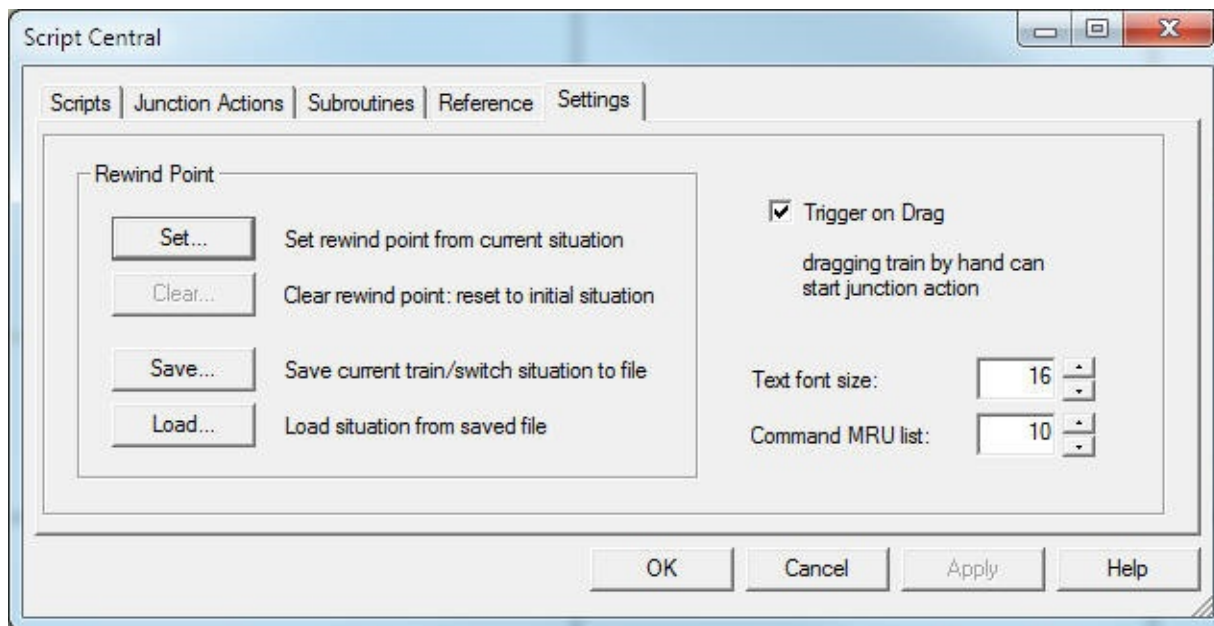 Script Central
Scripts
Junction Actions
Subroutines
Reference
Settings
Rewind Point
Set...
Set rewind point from current situation
Clear...
Clear rewind point: reset to initial situation
Save...
Save current train/switch situation to file
Load...
Load situation from saved file
Trigger on Drag
dragging train by hand can
start junction action
Text font size:
16
Command MRU list:
10
OK
Cancel
Apply
Help